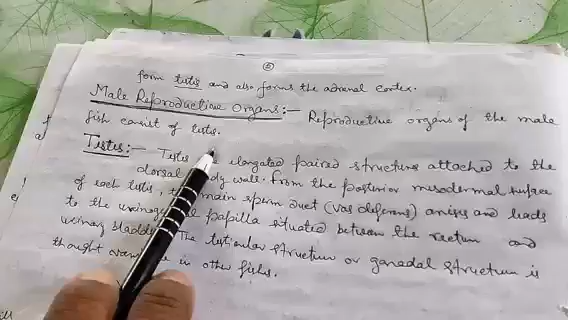 5
form testis and also forms the adrenal cortex.
Male Reproductive Organs:— Reproductive organs of the male
fish consist of testis.
Testes:— Testes elongated paired structure attached to the
dorsal body wall. From the posterior mesodermal surface
of each testis, the main sperm duct (vas deferens) arises and leads
to the papilla situated between the rectum and
urinary bladder. The testicular structure or gonadal structure is
thought in other fishes.